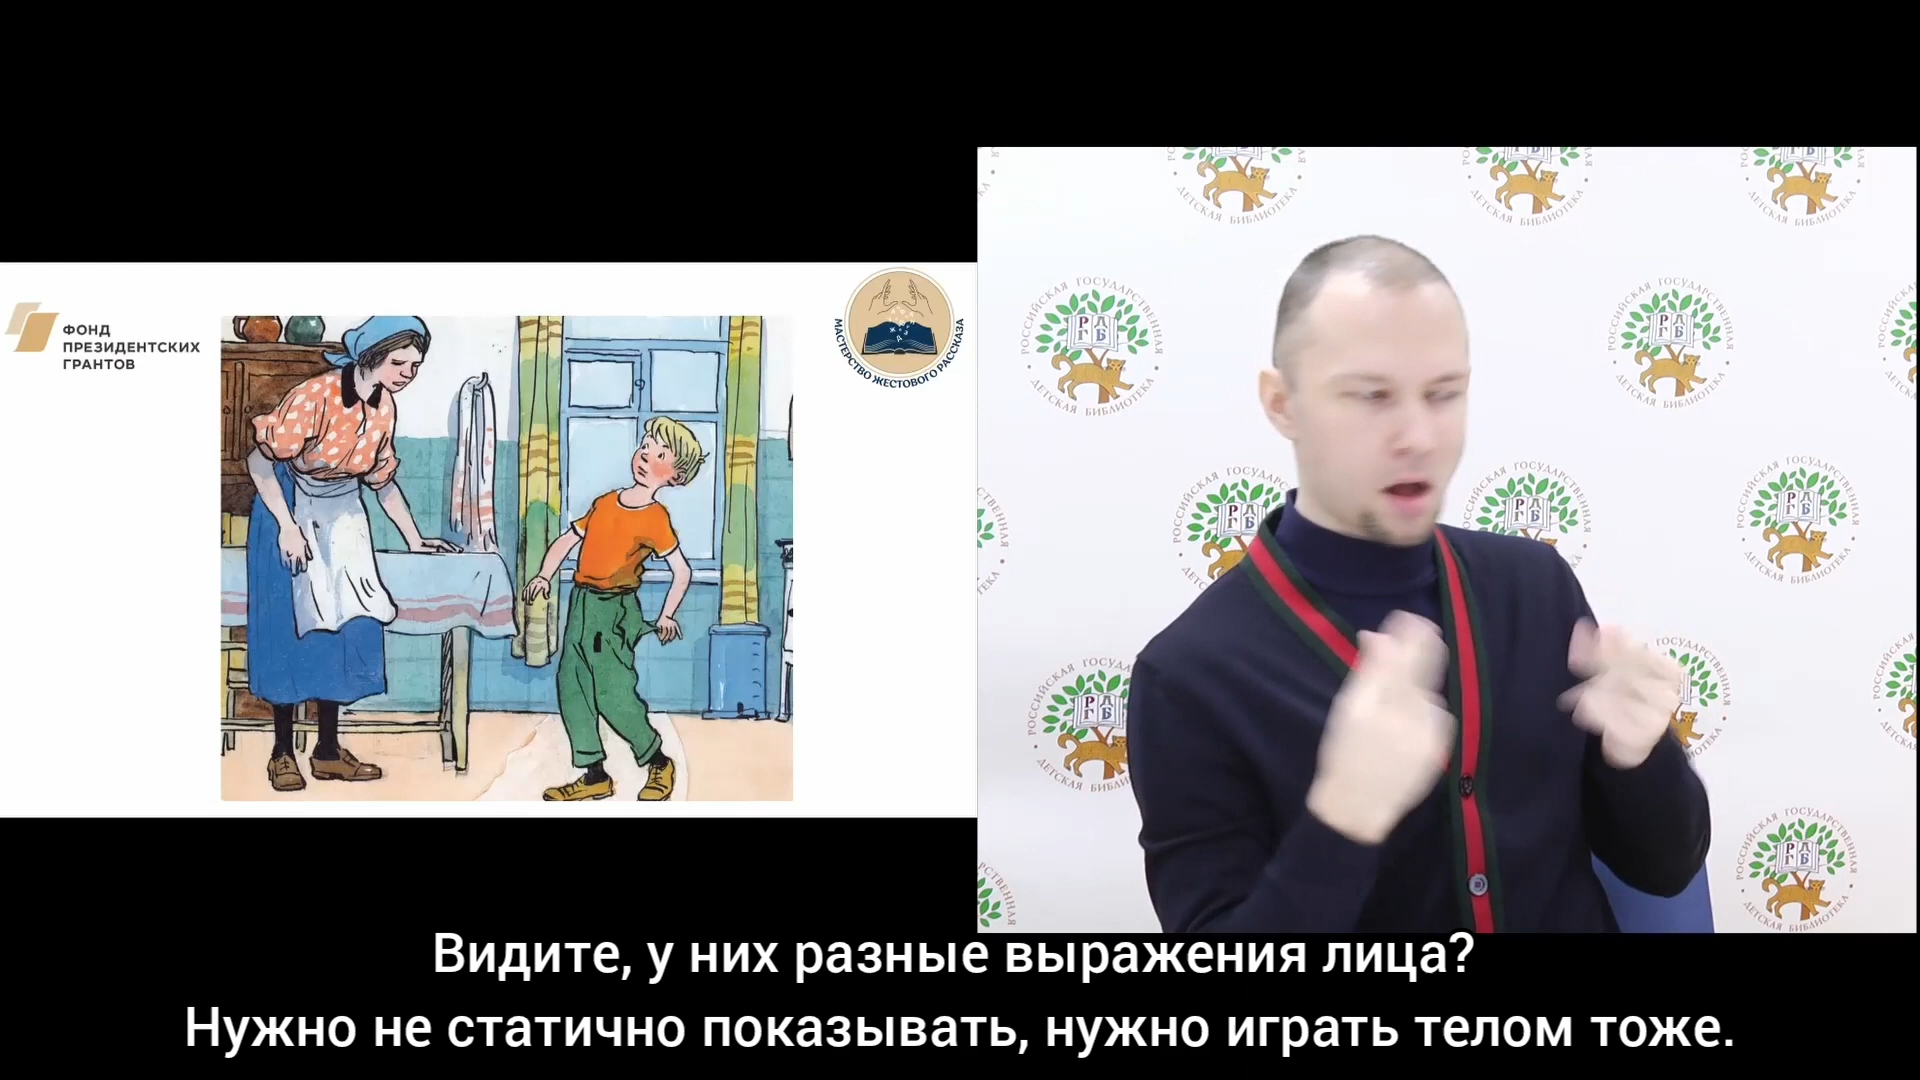 ФОНД
ПРЕЗИДЕНТСКИХ
ГРАНТОВ
МАСТЕРСТВО ЖЕСТОВОГО РАССКАЗА
РОССИЙСКАЯ ГОСУДАРСТВЕННАЯ
ДЕТСКАЯ БИБЛИОТЕКА
РГДБ
Видите, у них разные выражения лица?
Нужно не статично показывать, нужно играть телом тоже.